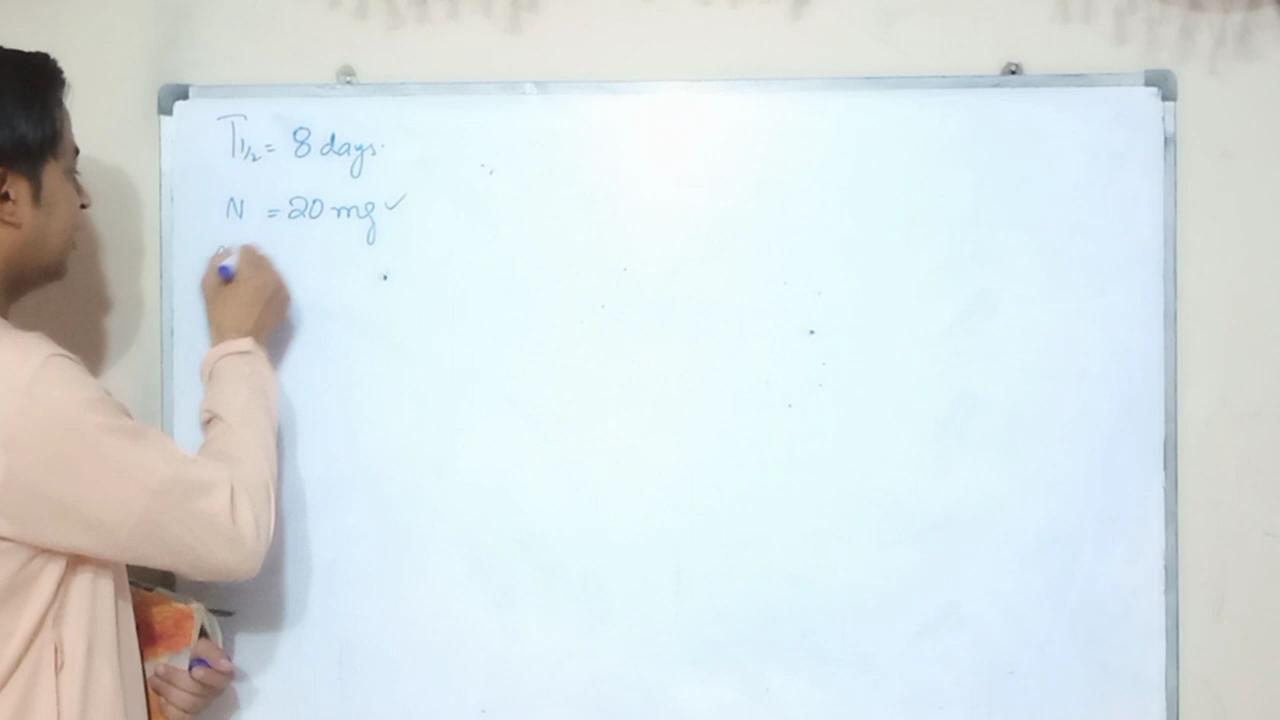 T1/2 = 8 days.
N = 20 mg ✓